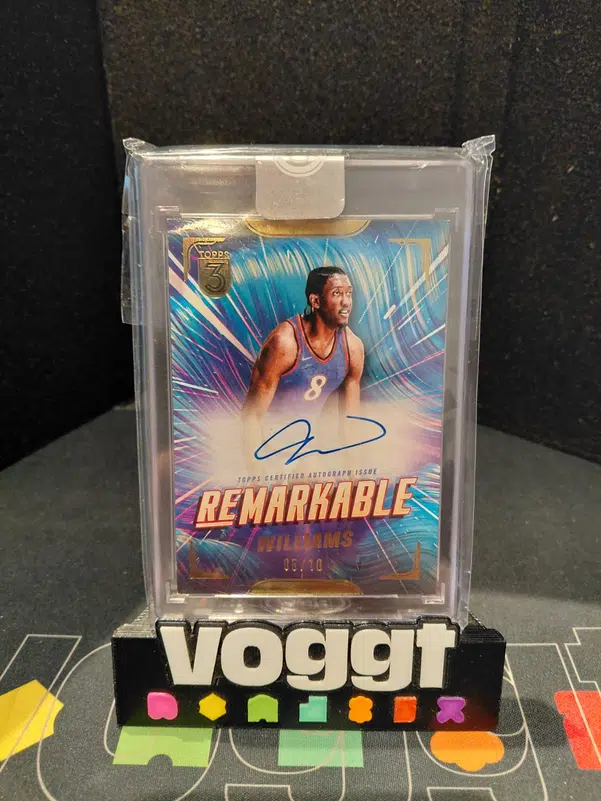 TOPPS
3
8
TOPPS CERTIFIED AUTOGRAPH ISSUE
REMARKABLE
WILLIAMS
/10
voggt